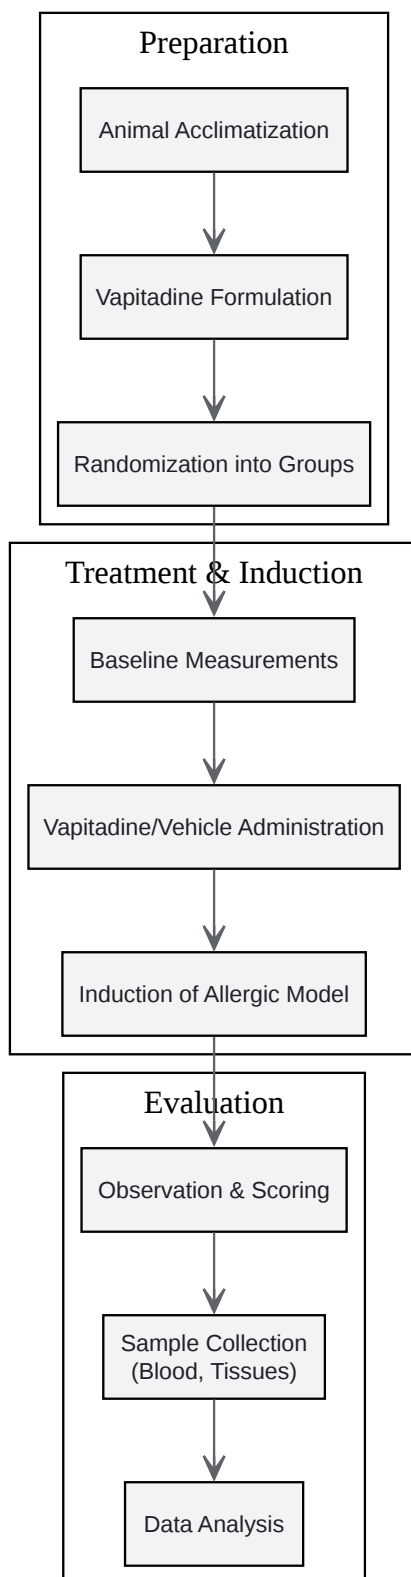 Preparation
Animal Acclimatization
Vapitadine Formulation
Randomization into Groups
Treatment & Induction
Baseline Measurements
Vapitadine/Vehicle Administration
Induction of Allergic Model
Evaluation
Observation & Scoring
Sample Collection
(Blood, Tissues)
Data Analysis